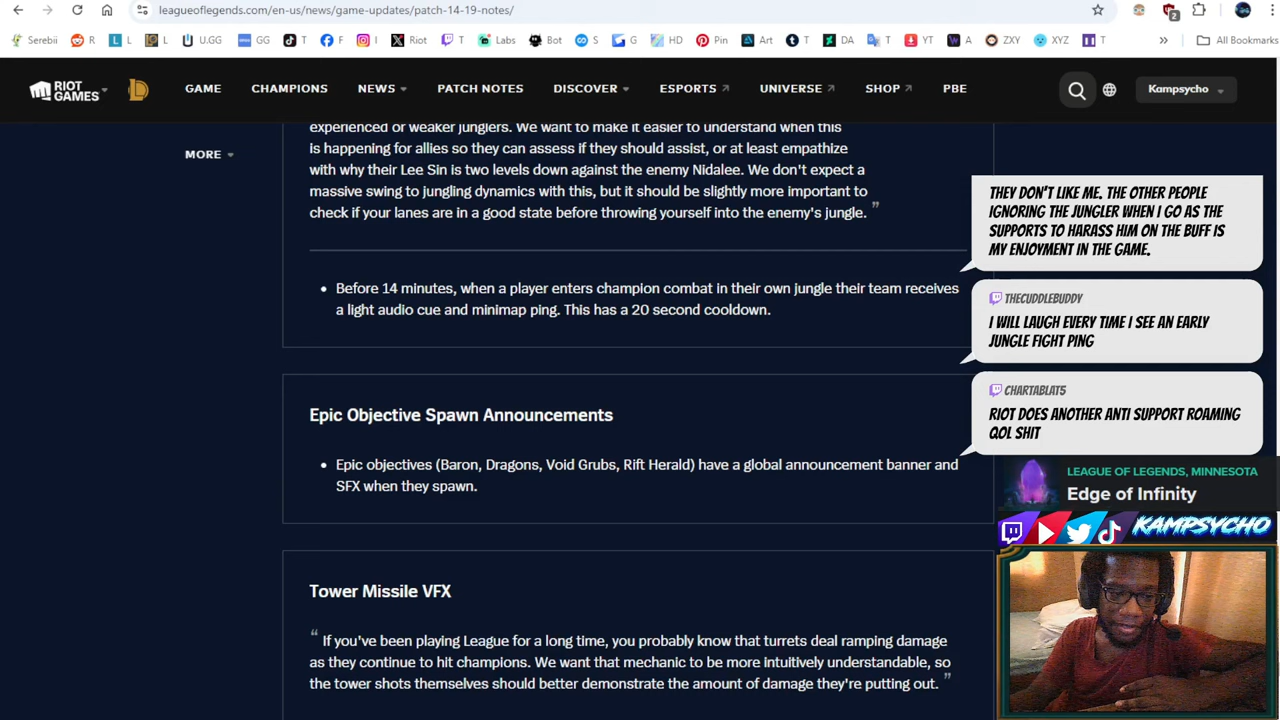 leagueoflegends.com/en-us/news/game-updates/patch-14-19-notes/
2
Serebii
R
L
L
U.GG
GG
T
F
I
Riot
T
Labs
Bot
S
G
HD
Pin
Art
T
DA
T
YT
A
ZXY
XYZ
T
»
All Bookmarks
RIOT GAMES
GAME
CHAMPIONS
NEWS
PATCH NOTES
DISCOVER
ESPORTS
UNIVERSE
SHOP
PBE
Kampsycho
MORE
experienced or weaker junglers. We want to make it easier to understand when this
is happening for allies so they can assess if they should assist, or at least empathize
with why their Lee Sin is two levels down against the enemy Nidalee. We don't expect a
massive swing to jungling dynamics with this, but it should be slightly more important to
check if your lanes are in a good state before throwing yourself into the enemy's jungle. ”
• Before 14 minutes, when a player enters champion combat in their own jungle their team receives
a light audio cue and minimap ping. This has a 20 second cooldown.
Epic Objective Spawn Announcements
• Epic objectives (Baron, Dragons, Void Grubs, Rift Herald) have a global announcement banner and
SFX when they spawn.
Tower Missile VFX
“ If you've been playing League for a long time, you probably know that turrets deal ramping damage
as they continue to hit champions. We want that mechanic to be more intuitively understandable, so
the tower shots themselves should better demonstrate the amount of damage they're putting out. ”
THEY DON'T LIKE ME. THE OTHER PEOPLE
IGNORING THE JUNGLER WHEN I GO AS THE
SUPPORTS TO HARASS HIM ON THE BUFF IS
MY ENJOYMENT IN THE GAME.
THECUDDLEBUDDY
I WILL LAUGH EVERY TIME I SEE AN EARLY
JUNGLE FIGHT PING
CHARTABLAT5
RIOT DOES ANOTHER ANTI SUPPORT ROAMING
QOL SHIT
LEAGUE OF LEGENDS, MINNESOTA
Edge of Infinity
KAMPSYCHO